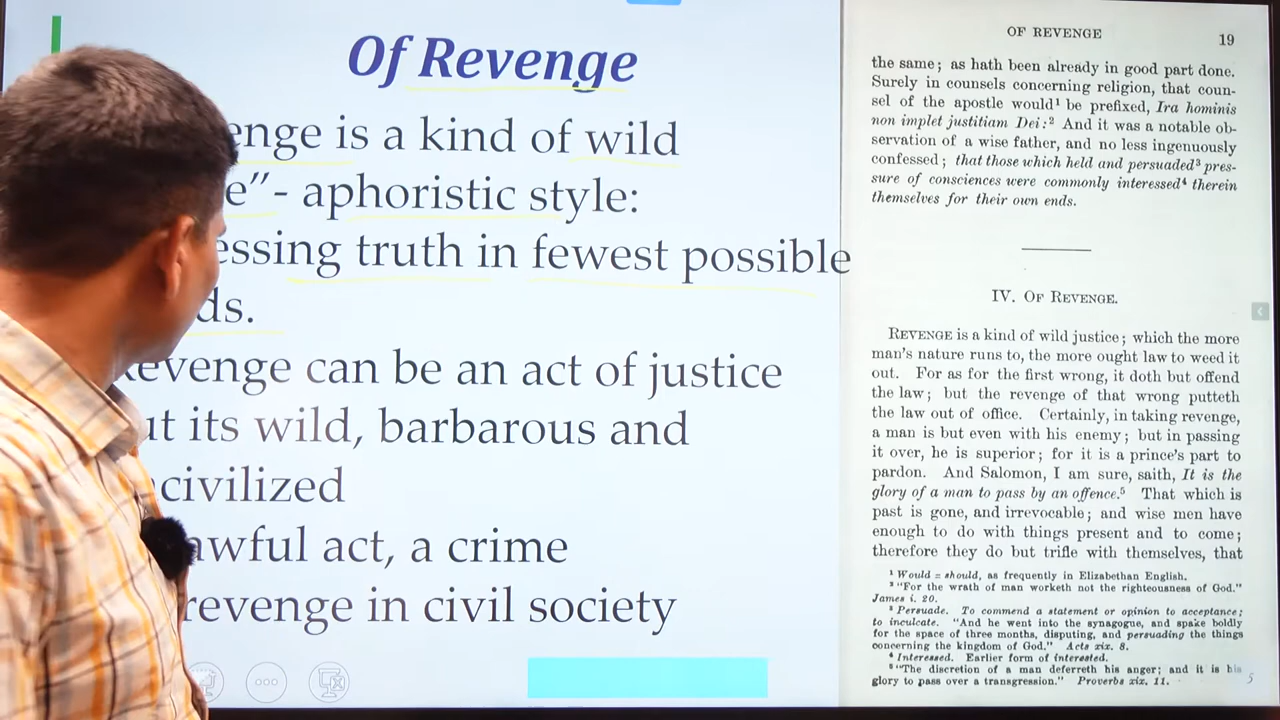 Of Revenge
enge is a kind of wild
e”- aphoristic style:
essing truth in fewest possible
ds.
Revenge can be an act of justice
ut its wild, barbarous and
civilized
awful act, a crime
revenge in civil society
OF REVENGE 19
the same; as hath been already in good part done.
Surely in counsels concerning religion, that coun-
sel of the apostle would¹ be prefixed, Ira hominis
non implet justitiam Dei:² And it was a notable ob-
servation of a wise father, and no less ingenuously
confessed; that those which held and persuaded³ pres-
sure of consciences were commonly interessed⁴ therein
themselves for their own ends.
IV. OF REVENGE.
REVENGE is a kind of wild justice; which the more
man's nature runs to, the more ought law to weed it
out. For as for the first wrong, it doth but offend
the law; but the revenge of that wrong putteth
the law out of office. Certainly, in taking revenge,
a man is but even with his enemy; but in passing
it over, he is superior; for it is a prince's part to
pardon. And Salomon, I am sure, saith, It is the
glory of a man to pass by an offence.⁵ That which is
past is gone, and irrevocable; and wise men have
enough to do with things present and to come;
therefore they do but trifle with themselves, that
¹ Would = should, as frequently in Elizabethan English.
² "For the wrath of man worketh not the righteousness of God."
James i. 20.
³ Persuade. To commend a statement or opinion to acceptance;
to inculcate. "And he went into the synagogue, and spake boldly
for the space of three months, disputing, and persuading the things
concerning the kingdom of God." Acts xix. 8.
⁴ Interessed. Earlier form of interested.
⁵ "The discretion of a man deferreth his anger; and it is his
glory to pass over a transgression." Proverbs xix. 11.
5